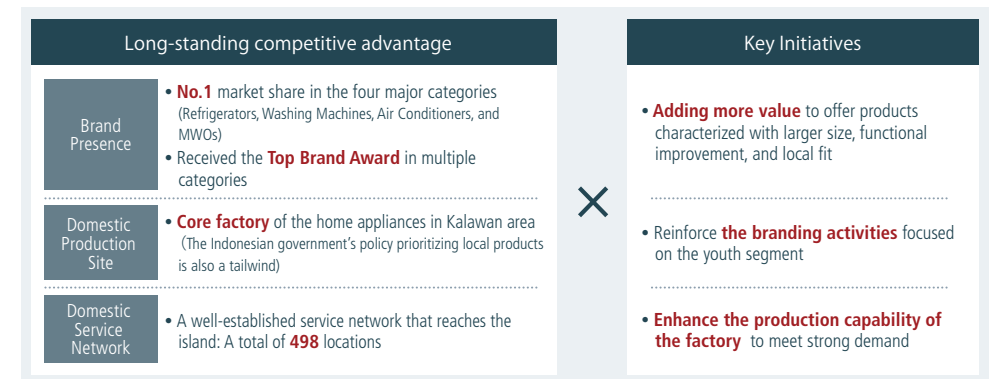 Long-standing competitive advantage
Brand
Presence
• No.1 market share in the four major categories
(Refrigerators, Washing Machines, Air Conditioners, and
MWOs)
• Received the Top Brand Award in multiple
categories
Domestic
Production
Site
• Core factory of the home appliances in Kalawan area
(The Indonesian government's policy prioritizing local products
is also a tailwind)
Domestic
Service
Network
• A well-established service network that reaches the
island: A total of 498 locations
×
Key Initiatives
• Adding more value to offer products
characterized with larger size, functional
improvement, and local fit
• Reinforce the branding activities focused
on the youth segment
• Enhance the production capability of
the factory to meet strong demand